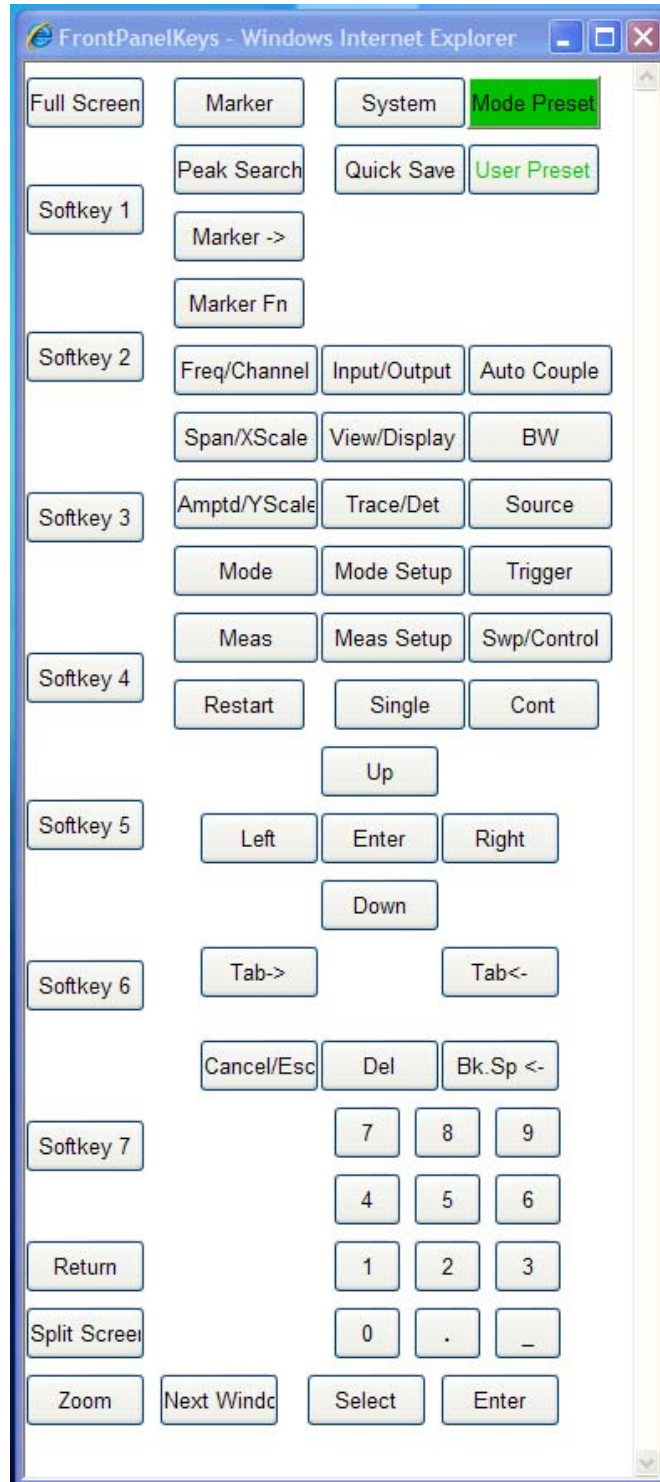 FrontPanelKeys - Windows Internet Explorer
Full Screen Marker System Mode Preset
Peak Search Quick Save User Preset
Softkey 1
Marker ->
Marker Fn
Softkey 2
Freq/Channel Input/Output Auto Couple
Span/XScale View/Display BW
Softkey 3
Amptd/YScale Trace/Det Source
Mode Mode Setup Trigger
Meas Meas Setup Swp/Control
Softkey 4
Restart Single Cont
Up
Softkey 5
Left Enter Right
Down
Softkey 6
Tab-> Tab<-
Cancel/Esc Del Bk.Sp <-
7 8 9
Softkey 7
4 5 6
Return 1 2 3
Split Screen 0 . _
Zoom Next Windo Select Enter